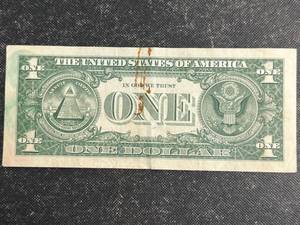 THE UNITED STATES OF AMERICA
1 1
IN GOD WE TRUST
ONE
ONE ONE
1 1
ONE DOLLAR